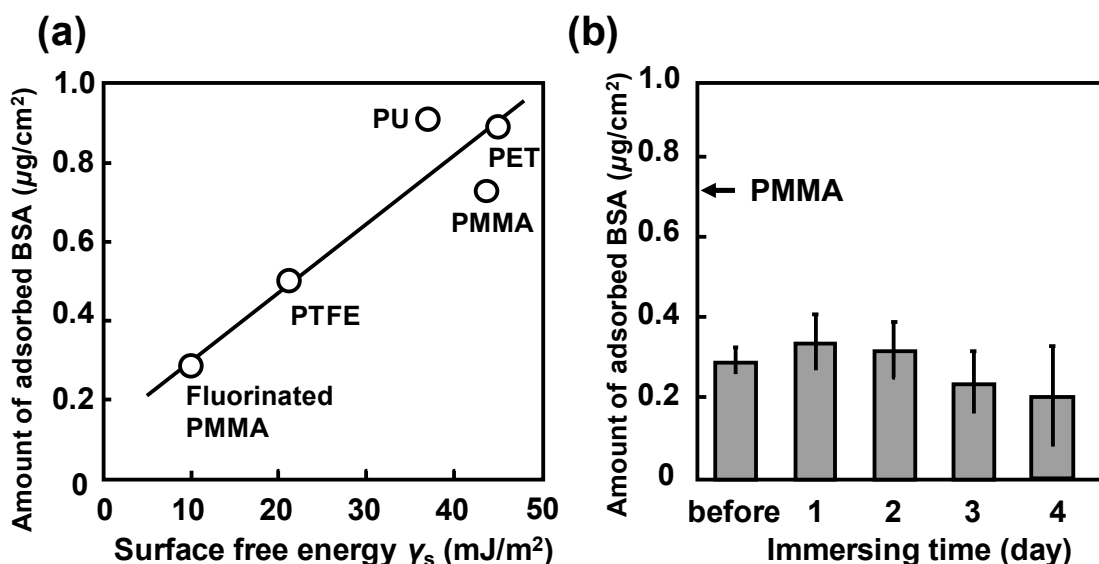 (a)
Amount of adsorbed BSA (µg/cm²)
1.0
0.8
0.6
0.4
0.2
0
PU
PET
PMMA
PTFE
Fluorinated
PMMA
0 10 20 30 40 50
Surface free energy γs (mJ/m²)
(b)
Amount of adsorbed BSA (µg/cm²)
1.0
0.8
0.6
0.4
0.2
0
PMMA
before 1 2 3 4
Immersing time (day)